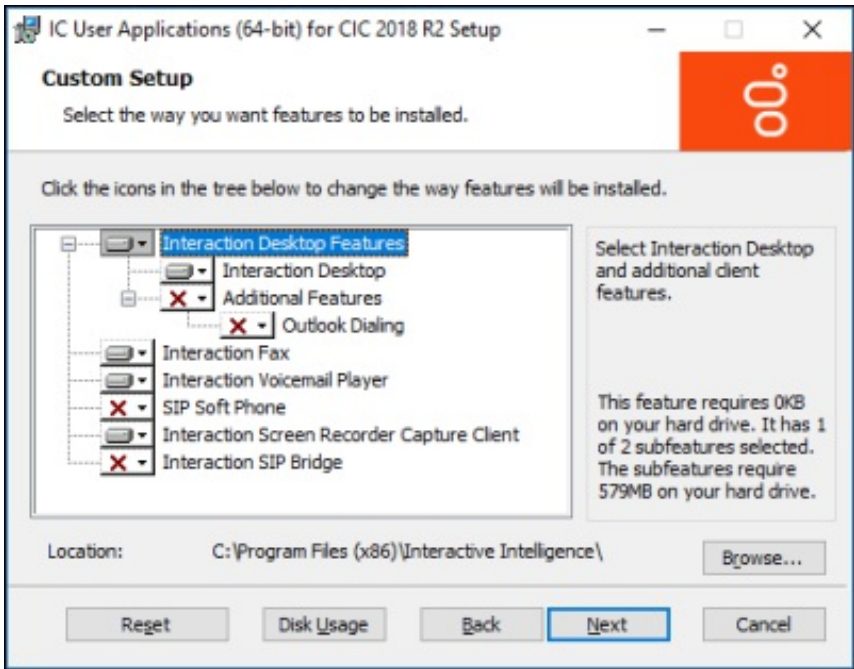 IC User Applications (64-bit) for CIC 2018 R2 Setup
Custom Setup
Select the way you want features to be installed.
Click the icons in the tree below to change the way features will be installed.
Interaction Desktop Features
Interaction Desktop
Additional Features
Outlook Dialing
Interaction Fax
Interaction Voicemail Player
SIP Soft Phone
Interaction Screen Recorder Capture Client
Interaction SIP Bridge
Select Interaction Desktop
and additional client
features.
This feature requires 0KB
on your hard drive. It has 1
of 2 subfeatures selected.
The subfeatures require
579MB on your hard drive.
Location: C:\Program Files (x86)\Interactive Intelligence\
Browse...
Reset Disk Usage Back Next Cancel